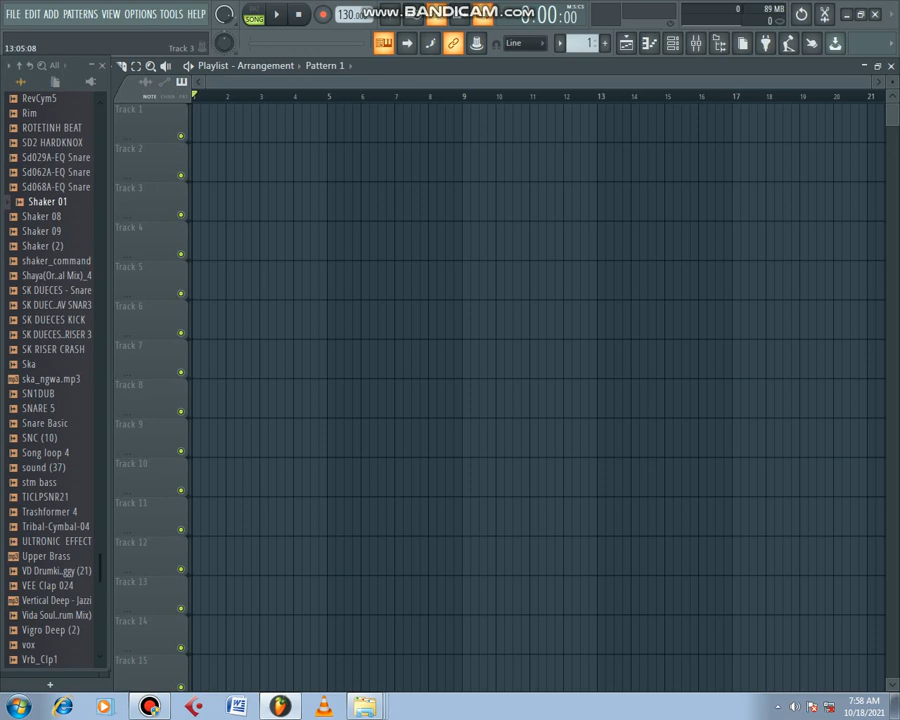 FILE EDIT ADD PATTERNS VIEW OPTIONS TOOLS HELP
SONG
130.000
www.BANDICAM.com
0:00:00
M:S:CS
0
89 MB
0
13:05:08
Track 3
Line
1
All
Playlist - Arrangement › Pattern 1 ›
NOTE CHAN PAT
2 3 4 5 6 7 8 9 10 11 12 13 14 15 16 17 18 19 20 21
RevCym5
Rim
ROTETINH BEAT
SD2 HARDKNOX
Sd029A-EQ Snare
Sd062A-EQ Snare
Sd068A-EQ Snare
Shaker 01
Shaker 08
Shaker 09
Shaker (2)
shaker_command
Shaya(Or..al Mix)_4
SK DUECES - Snare
SK DUEC..AV SNAR3
SK DUECES KICK
SK DUECES..RISER 3
SK RISER CRASH
Ska
ska_ngwa.mp3
SN1DUB
SNARE 5
Snare Basic
SNC (10)
Song loop 4
sound (37)
stm bass
TICLPSNR21
Trashformer 4
Tribal-Cymbal-04
ULTRONIC EFFECT
Upper Brass
VD Drumki..ggy (21)
VEE Clap 024
Vertical Deep - Jazzi
Vida Soul..rum Mix)
Vigro Deep (2)
vox
Vrb_Clp1
Track 1
Track 2
Track 3
Track 4
Track 5
Track 6
Track 7
Track 8
Track 9
Track 10
Track 11
Track 12
Track 13
Track 14
Track 15
7:58 AM
10/18/2021